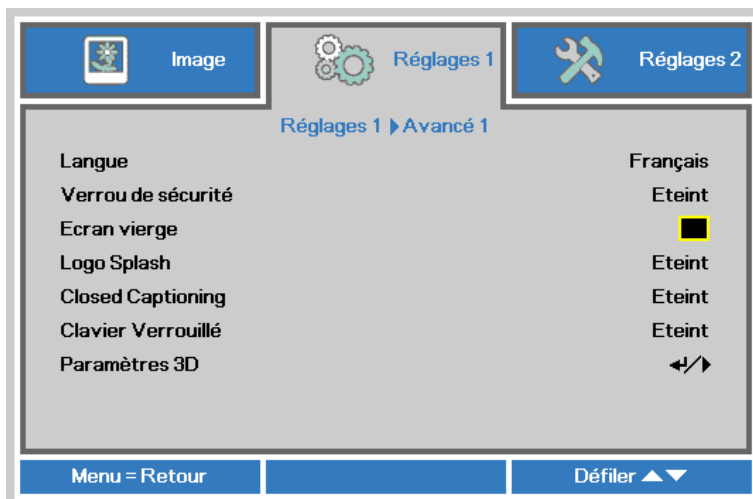 Image
Réglages 1
Réglages 2
Réglages 1 Avancé 1
Langue Français
Verrou de sécurité Eteint
Ecran vierge
Logo Splash Eteint
Closed Captioning Eteint
Clavier Verrouillé Eteint
Paramètres 3D
Menu = Retour
Défiler